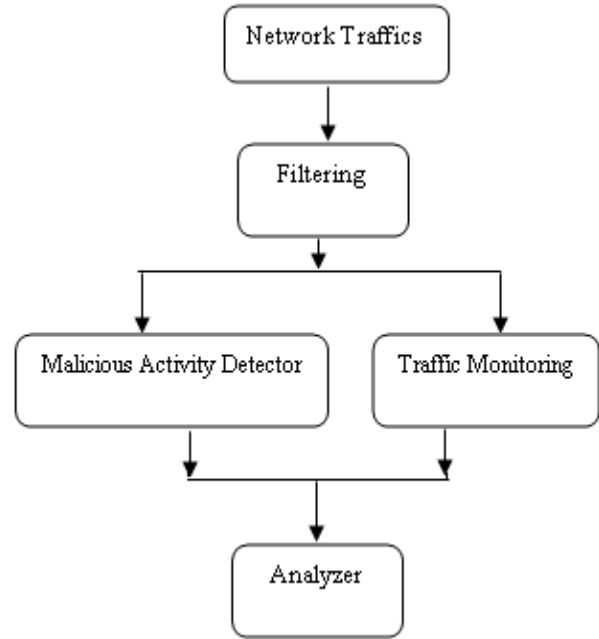 Network Traffics
Filtering
Malicious Activity Detector
Traffic Monitoring
Analyzer